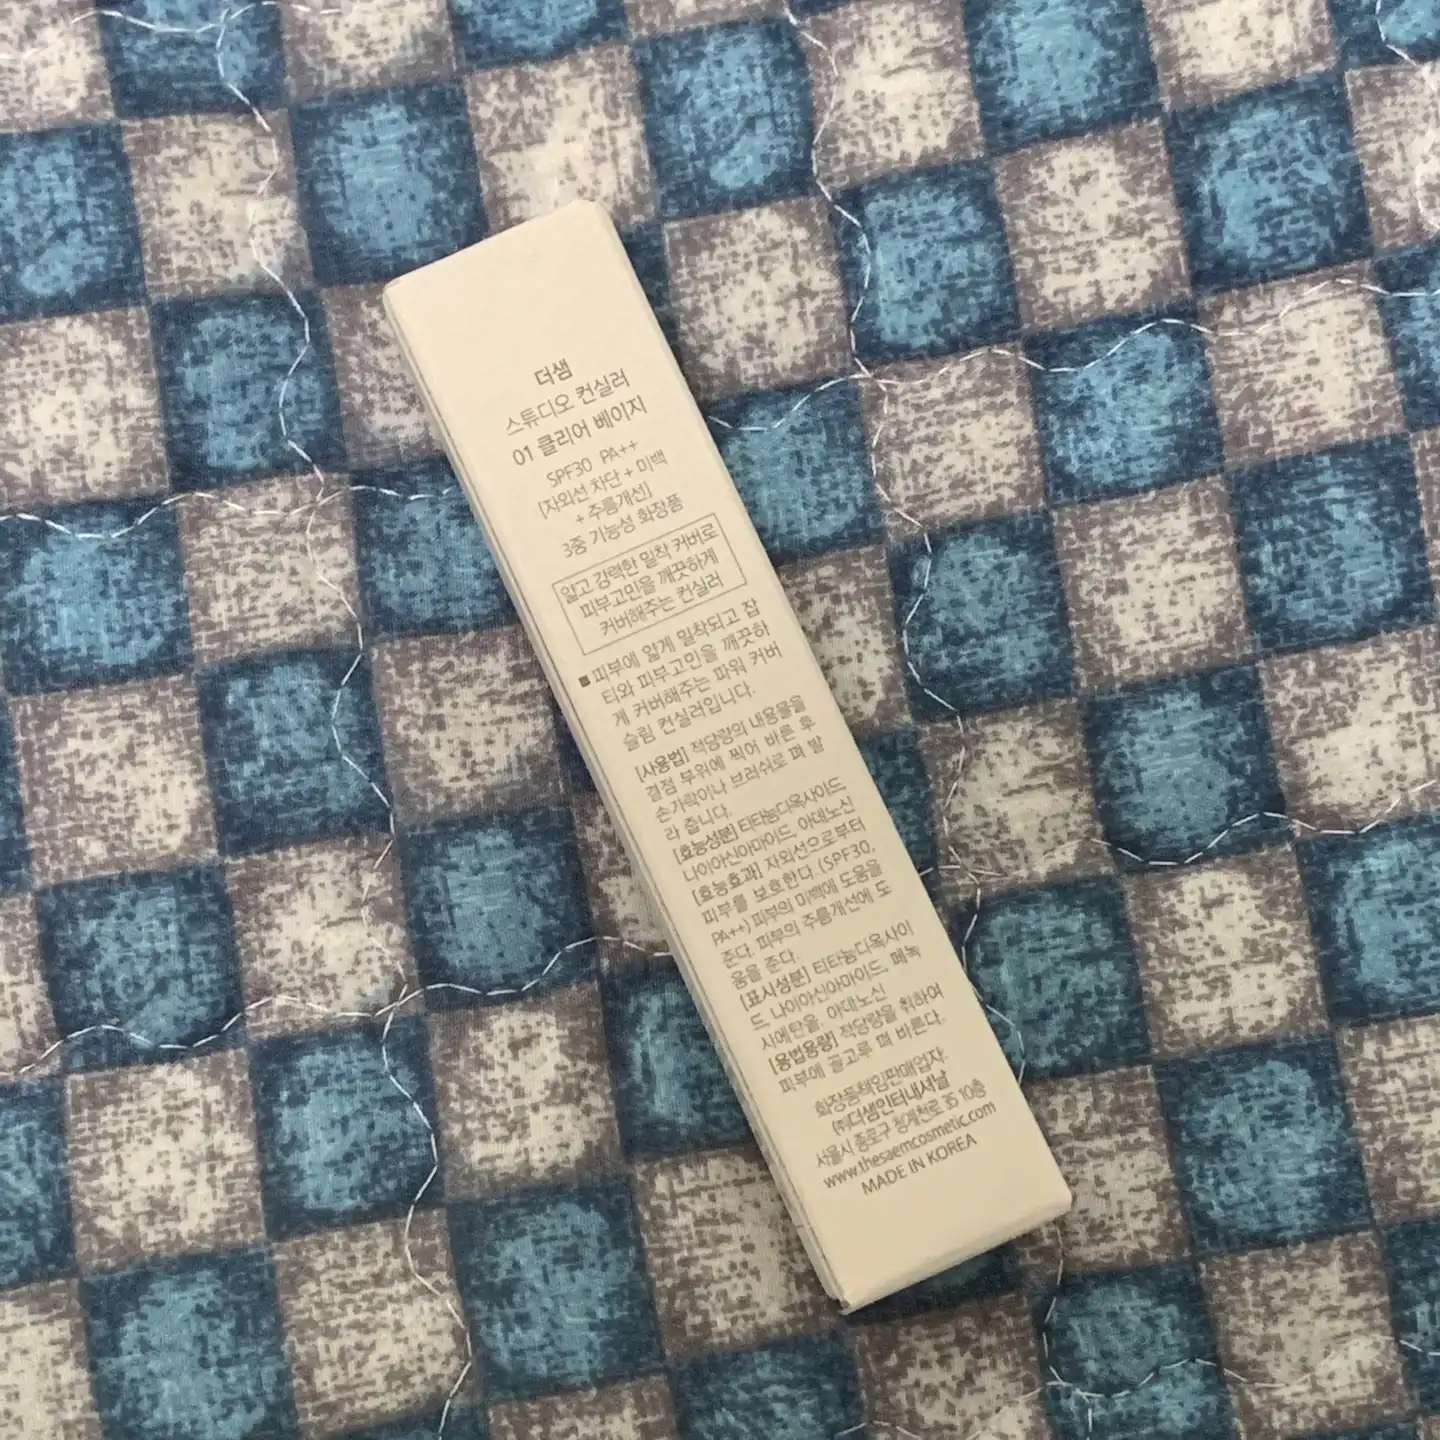 더샘
스튜디오 컨실러
01 클리어 베이지
SPF30 PA++
[자외선 차단 + 미백
+ 주름개선]
3중 기능성 화장품
얇고 강력한 밀착 커버로
피부고민을 깨끗하게
커버해주는 컨실러
■ 피부에 얇게 밀착되고 잡
티와 피부고민을 깨끗하
게 커버해주는 파워 커버
슬림 컨실러입니다.
[사용법] 적당량의 내용물을
결점 부위에 찍어 바른 후
손가락이나 브러쉬로 펴 발
라 줍니다.
[효능성분] 티타늄디옥사이드
나이아신아마이드, 아데노신
[효능효과] 자외선으로부터
피부를 보호한다. (SPF30,
PA++) 피부의 미백에 도움을
준다. 피부의 주름개선에 도
움을 준다.
[표시성분] 티타늄디옥사이
드, 나이아신아마이드, 페녹
시에탄올, 아데노신
[용법용량] 적당량을 취하여
피부에 골고루 펴 바른다.
화장품책임판매업자:
㈜더샘인터내셔날
서울시 종로구 청계천로 35 10층
www.thesaemcosmetic.com
MADE IN KOREA